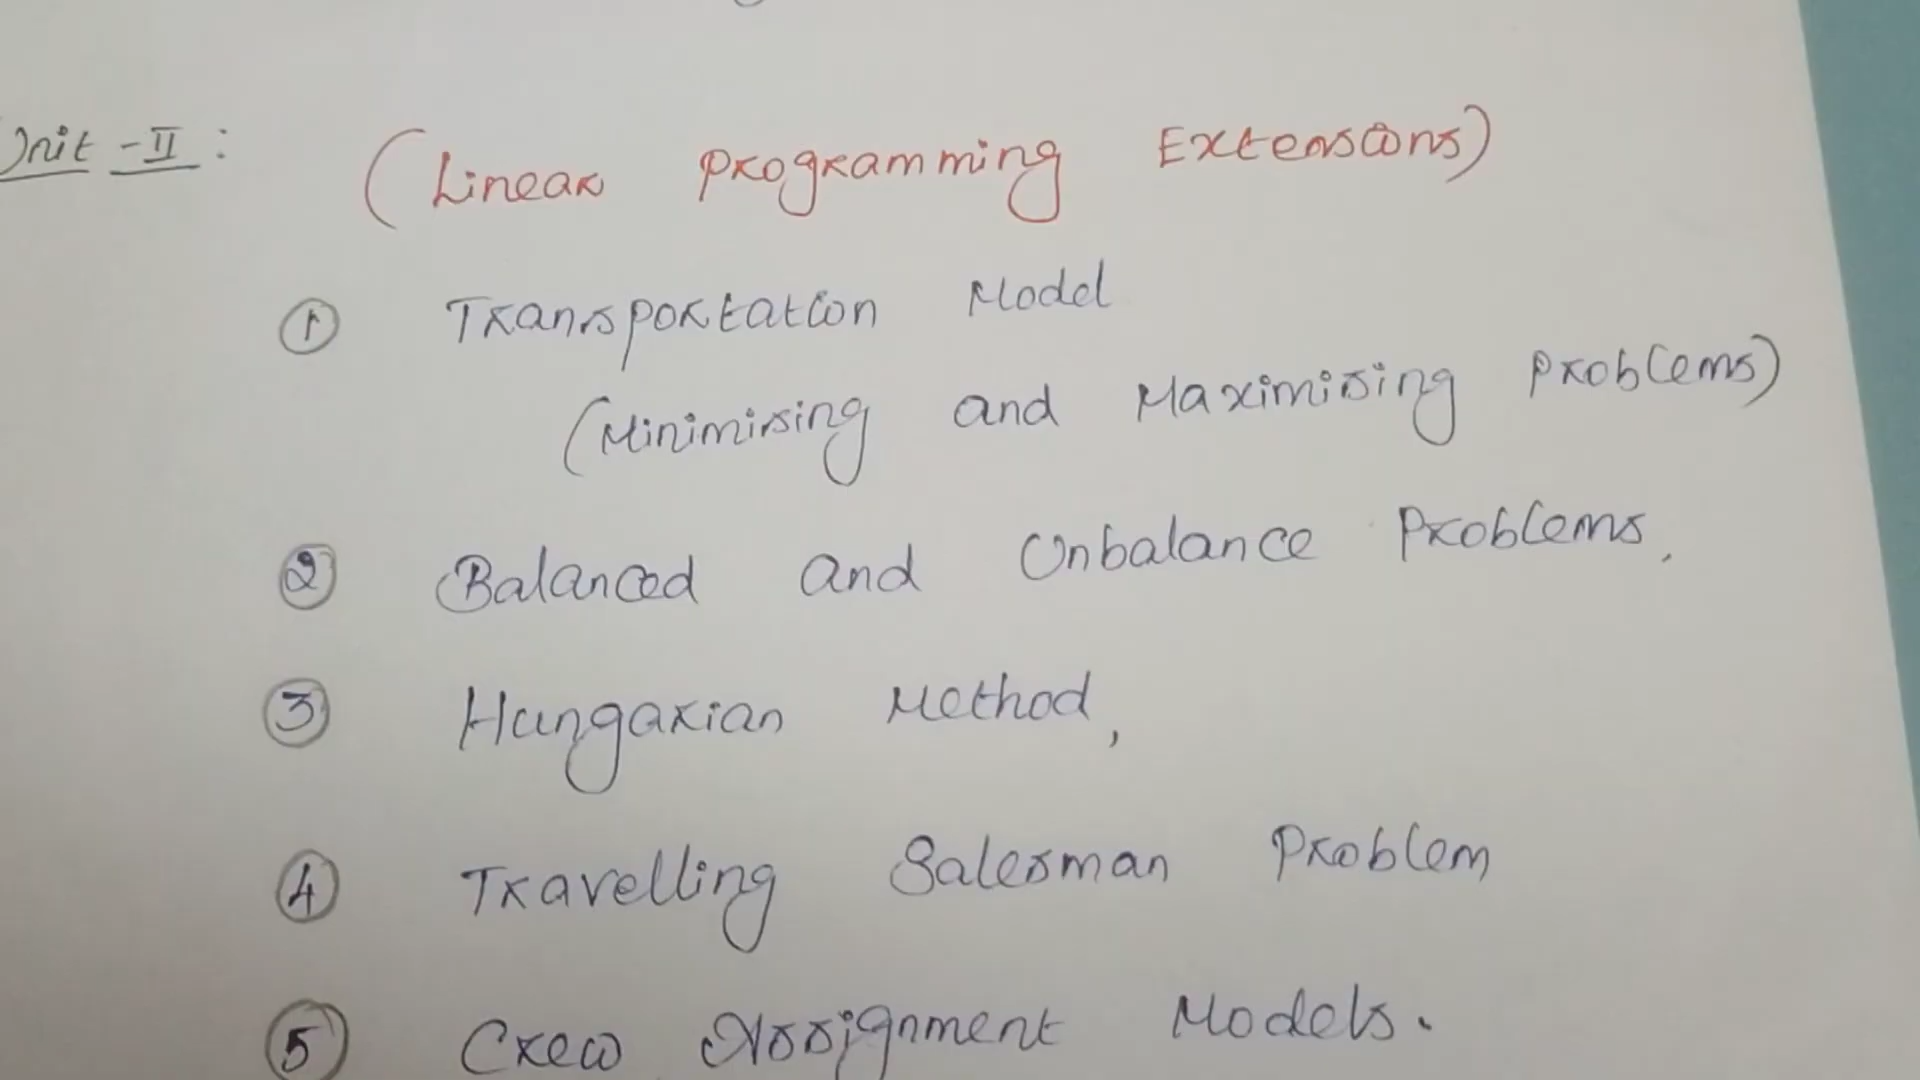 Unit - II :
(Linear Programming Extensions)
① Transportation Model
(Minimising and Maximising Problems)
② Balanced and Unbalance Problems.
③ Hungarian Method,
④ Travelling Salesman Problem
⑤ Crew Assignment Models.